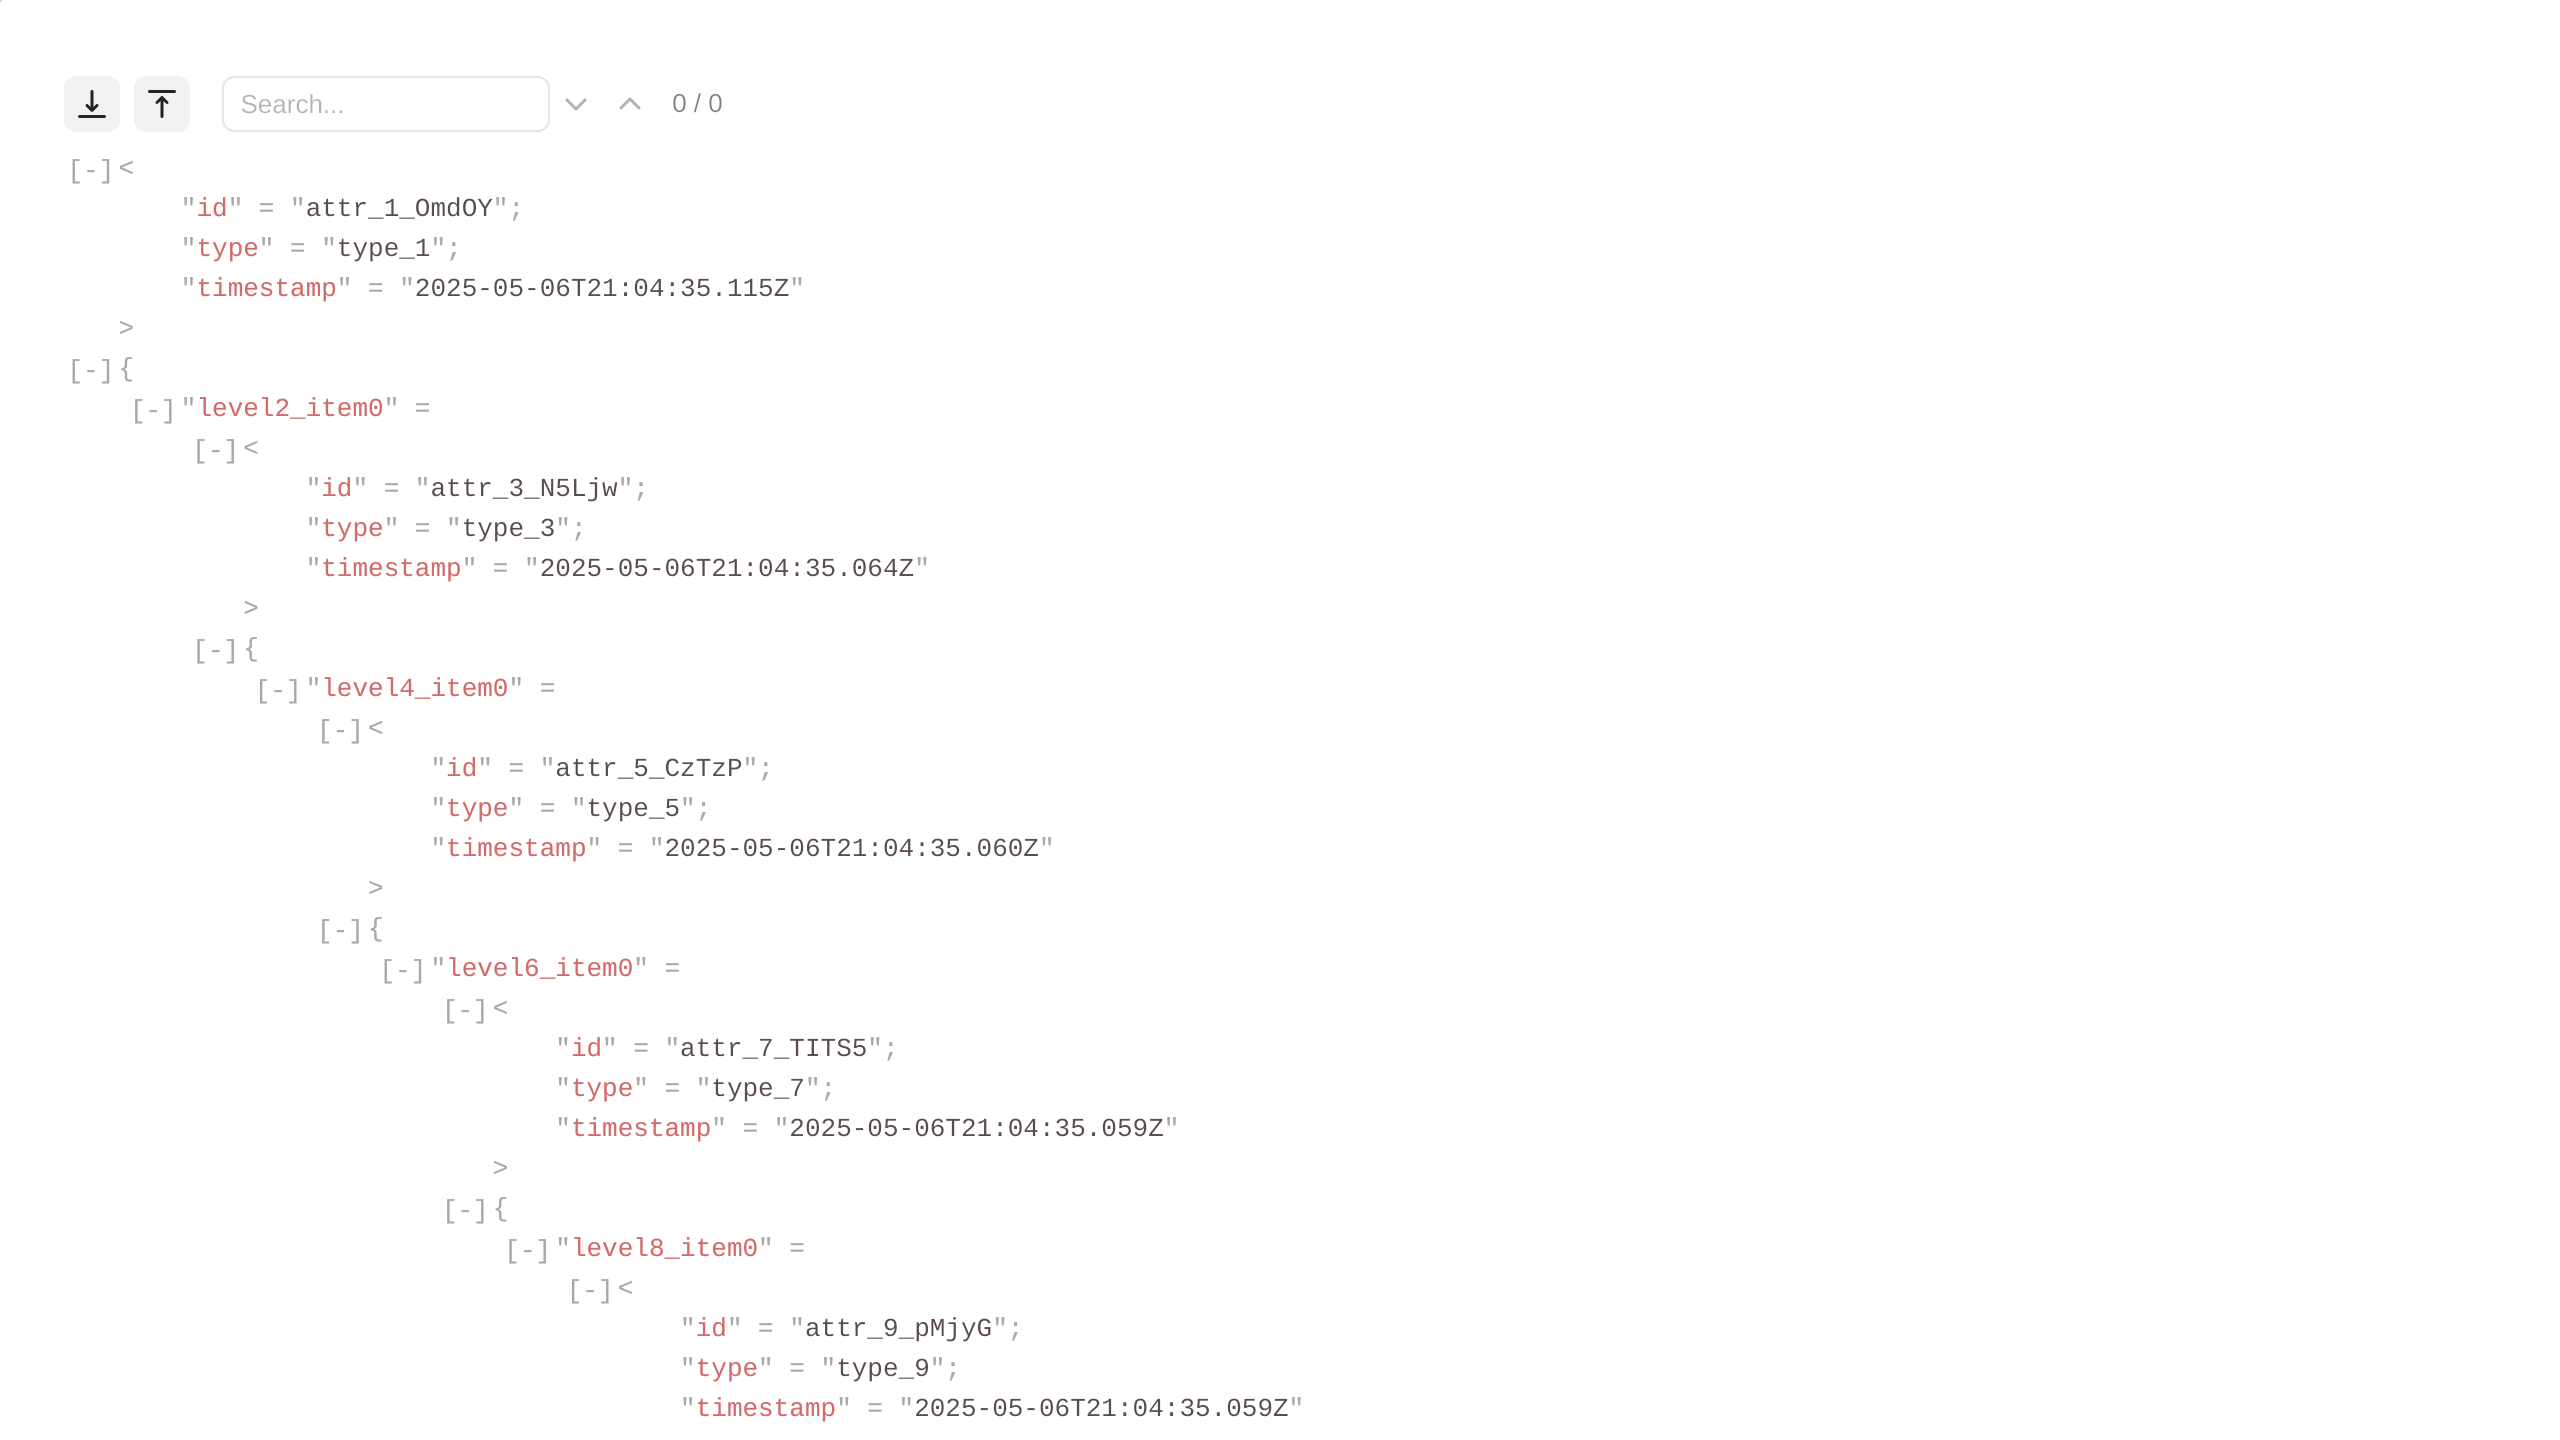 Search... 0 / 0
[-]<
"id" = "attr_1_OmdOY";
"type" = "type_1";
"timestamp" = "2025-05-06T21:04:35.115Z"
>
[-]{
[-]"level2_item0" =
[-]<
"id" = "attr_3_N5Ljw";
"type" = "type_3";
"timestamp" = "2025-05-06T21:04:35.064Z"
>
[-]{
[-]"level4_item0" =
[-]<
"id" = "attr_5_CzTzP";
"type" = "type_5";
"timestamp" = "2025-05-06T21:04:35.060Z"
>
[-]{
[-]"level6_item0" =
[-]<
"id" = "attr_7_TITS5";
"type" = "type_7";
"timestamp" = "2025-05-06T21:04:35.059Z"
>
[-]{
[-]"level8_item0" =
[-]<
"id" = "attr_9_pMjyG";
"type" = "type_9";
"timestamp" = "2025-05-06T21:04:35.059Z"